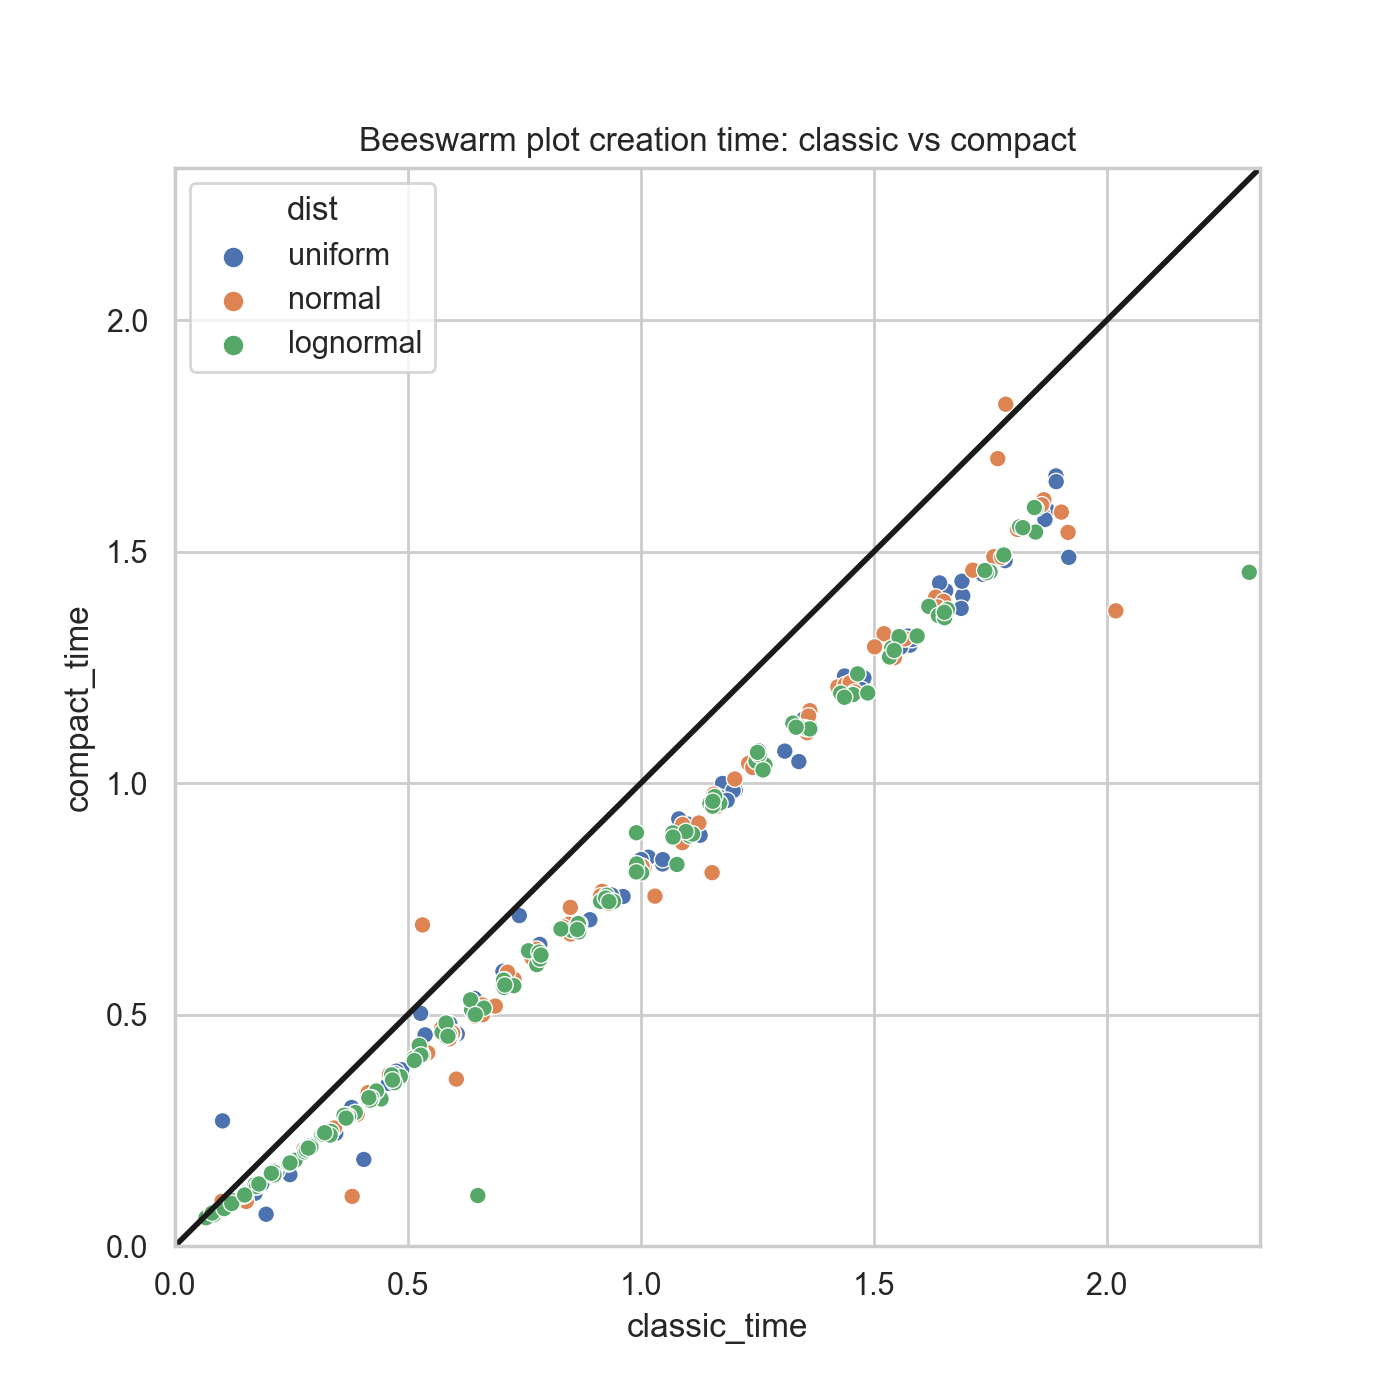 Beeswarm plot creation time: classic vs compact
dist
uniform
normal
lognormal
2.0
1.5
1.0
0.5
0.0
compact_time
0.0 0.5 1.0 1.5 2.0
classic_time